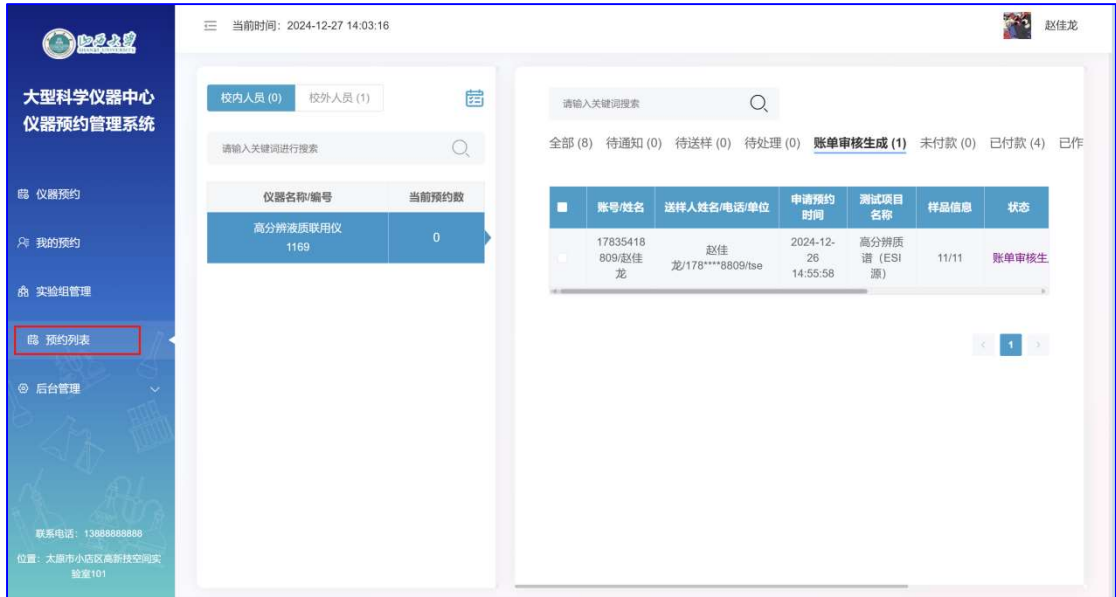 山西大学
SHANXI UNIVERSITY
大型科学仪器中心
仪器预约管理系统
仪器预约
我的预约
实验组管理
预约列表
后台管理
联系电话：13888888888
位置：太原市小店区高新技空间实
验室101
当前时间：2024-12-27 14:03:16
赵佳龙
校内人员 (0) 校外人员 (1)
请输入关键词进行搜索
仪器名称/编号 当前预约数
高分辨液质联用仪
1169
0
请输入关键词搜索
全部 (8) 待通知 (0) 待送样 (0) 待处理 (0) 账单审核生成 (1) 未付款 (0) 已付款 (4) 已作
账号/姓名 送样人姓名/电话/单位 申请预约
时间 测试项目
名称 样品信息 状态
17835418
809/赵佳
龙
赵佳
龙/178****8809/tse
2024-12-
26
14:55:58
高分辨质
谱（ESI
源）
11/11
账单审核生
1